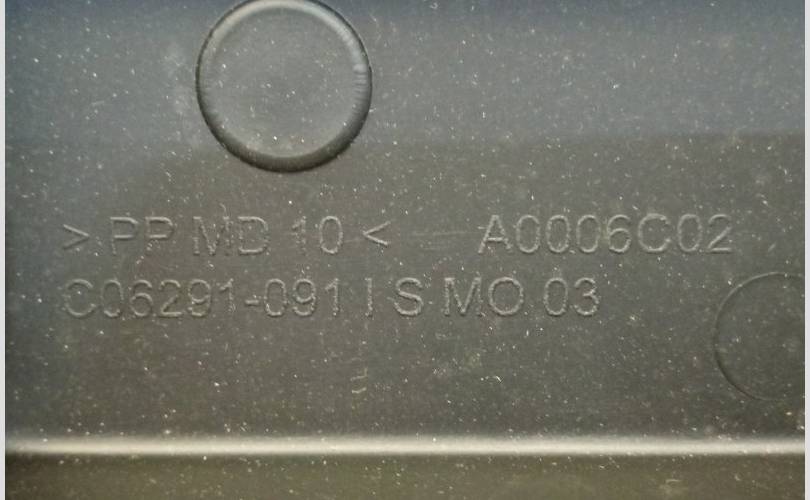 > PP MD 10 < A0006C02
C06291-091 I S MO 03